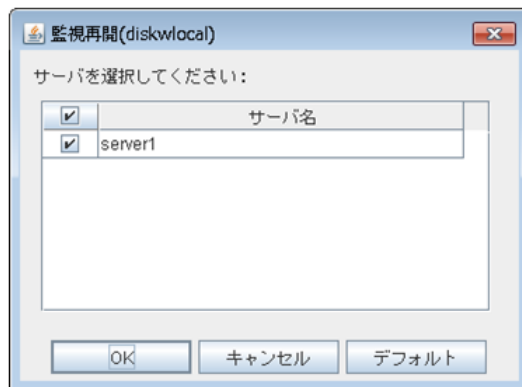 監視再開(diskwlocal)
サーバを選択してください:
サーバ名
server1
OK キャンセル デフォルト